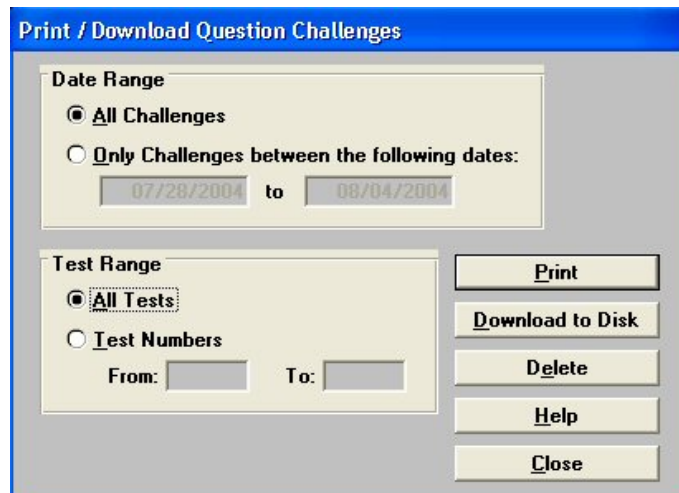 Print / Download Question Challenges
Date Range
All Challenges
Only Challenges between the following dates:
07/28/2004 to 08/04/2004
Test Range
All Tests
Test Numbers
From: To:
Print
Download to Disk
Delete
Help
Close